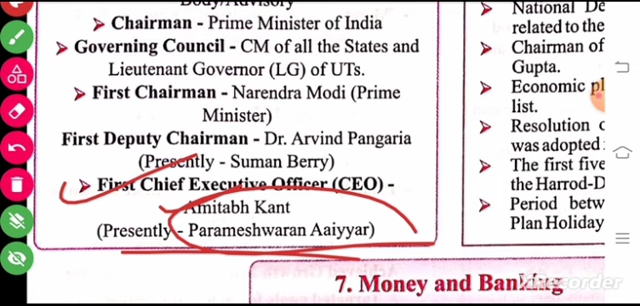 Body/Advisory
➤ Chairman - Prime Minister of India
➤ Governing Council - CM of all the States and
Lieutenant Governor (LG) of UTs.
➤ First Chairman - Narendra Modi (Prime
Minister)
First Deputy Chairman - Dr. Arvind Pangaria
(Presently - Suman Berry)
➤ First Chief Executive Officer (CEO) -
Amitabh Kant
(Presently - Parameshwaran Aaiyyar)
➤ National De
related to the
➤ Chairman of
Gupta.
➤ Economic pl
list.
➤ Resolution
was adopted
➤ The first five
the Harrod-D
➤ Period betw
Plan Holiday
7. Money and Banking